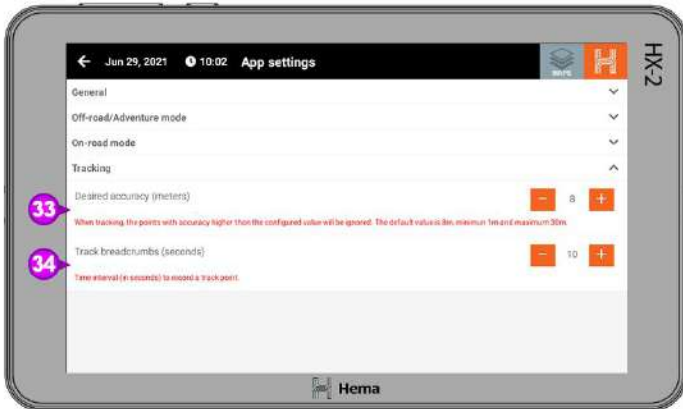 Jun 29, 2021 10:02 App settings
MAPS
HX-2
General
Off-road/Adventure mode
On-road mode
Tracking
33
Desired accuracy (meters)
- 8 +
When tracking, the points with accuracy higher than the configured value will be ignored. The default value is 8m, minimun 1m and maximum 30m.
34
Track breadcrumbs (seconds)
- 10 +
Time interval (in seconds) to record a track point.
Hema